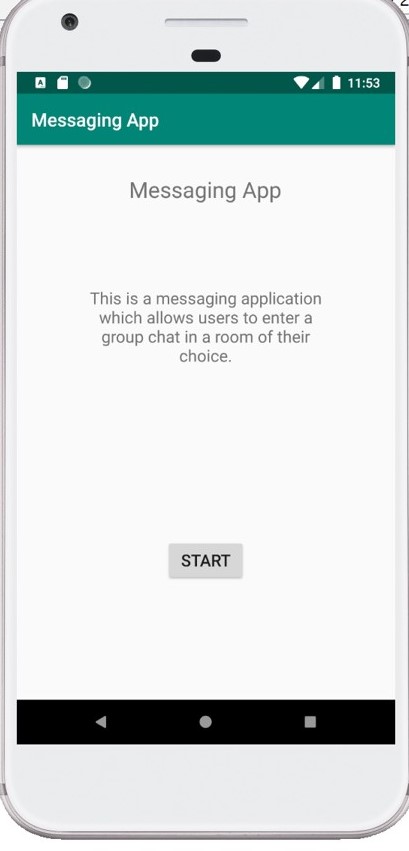 11:53
Messaging App
Messaging App
This is a messaging application
which allows users to enter a
group chat in a room of their
choice.
START